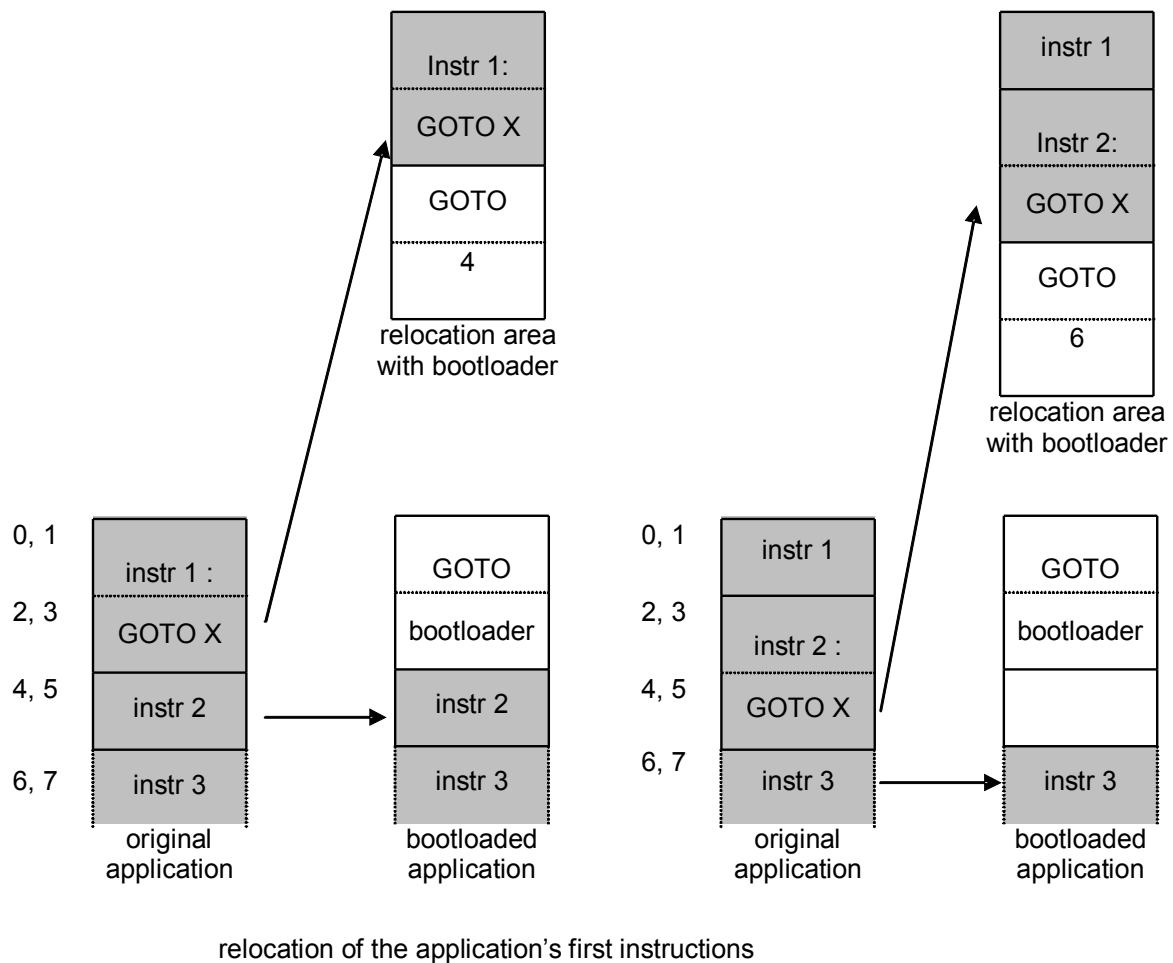 Instr 1:
GOTO X
GOTO
4
relocation area
with bootloader
0, 1
2, 3
4, 5
6, 7
instr 1 :
GOTO X
instr 2
instr 3
original
application
GOTO
bootloader
instr 2
instr 3
bootloaded
application
instr 1
Instr 2:
GOTO X
GOTO
6
relocation area
with bootloader
0, 1
2, 3
4, 5
6, 7
instr 1
instr 2 :
GOTO X
instr 3
original
application
GOTO
bootloader
instr 3
bootloaded
application
relocation of the application’s first instructions